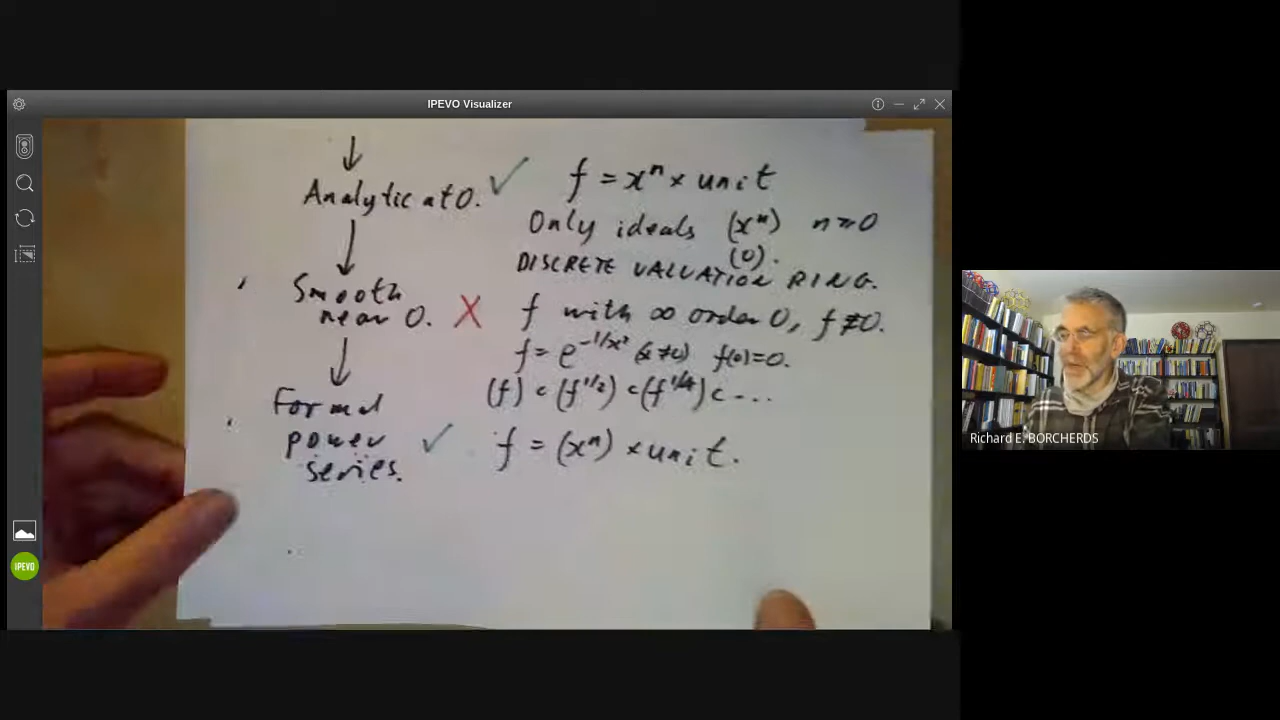 IPEVO Visualizer
↓
Analytic at 0. ✓ f = xⁿ × unit
Only ideals (xⁿ) n≥0
(0).
DISCRETE VALUATION RING.
↓
Smooth
near 0. ✗ f with ∞ order 0, f≢0.
f = e^{-1/x²} (x≠0) f(0)=0.
↓
(f) ⊂ (f^{1/2}) ⊂ (f^{1/4}) ⊂ ...
Formal
power
series. ✓ f = (xⁿ) × unit.
IPEVO
Richard E. BORCHERDS